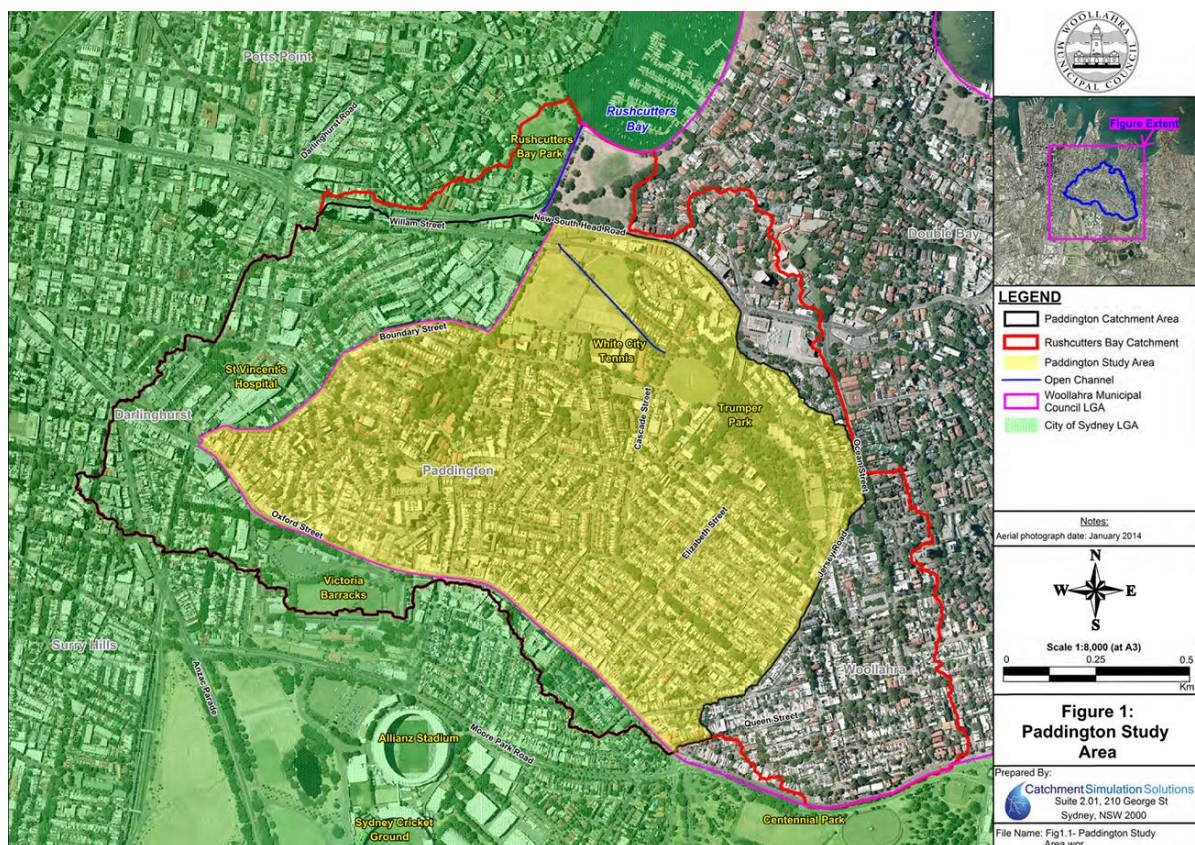 Potts Point
Darlinghurst Road
Rushcutters
Bay
Rushcutters
Bay Park
Willam Street
New South Head Road
Double Bay
Boundary Street
White City
Tennis
St Vincent's
Hospital
Darlinghurst
Cascade Street
Trumper
Park
Ocean Street
Paddington
Oxford Street
Elizabeth Street
Jersey Road
Victoria
Barracks
Surry Hills
Anzac Parade
Woollahra
Queen Street
Moore Park Road
Allianz Stadium
Sydney Cricket
Ground
Centennial Park
WOOLLAHRA
MUNICIPAL COUNCIL
Figure Extent
LEGEND
Paddington Catchment Area
Rushcutters Bay Catchment
Paddington Study Area
Open Channel
Woollahra Municipal
Council LGA
City of Sydney LGA
Notes:
Aerial photograph date: January 2014
N
W E
S
Scale 1:8,000 (at A3)
0 0.25 0.5
Km
Figure 1:
Paddington Study
Area
Prepared By:
Catchment Simulation Solutions
Suite 2.01, 210 George St
Sydney, NSW 2000
File Name: Fig1.1- Paddington Study
Area.wor